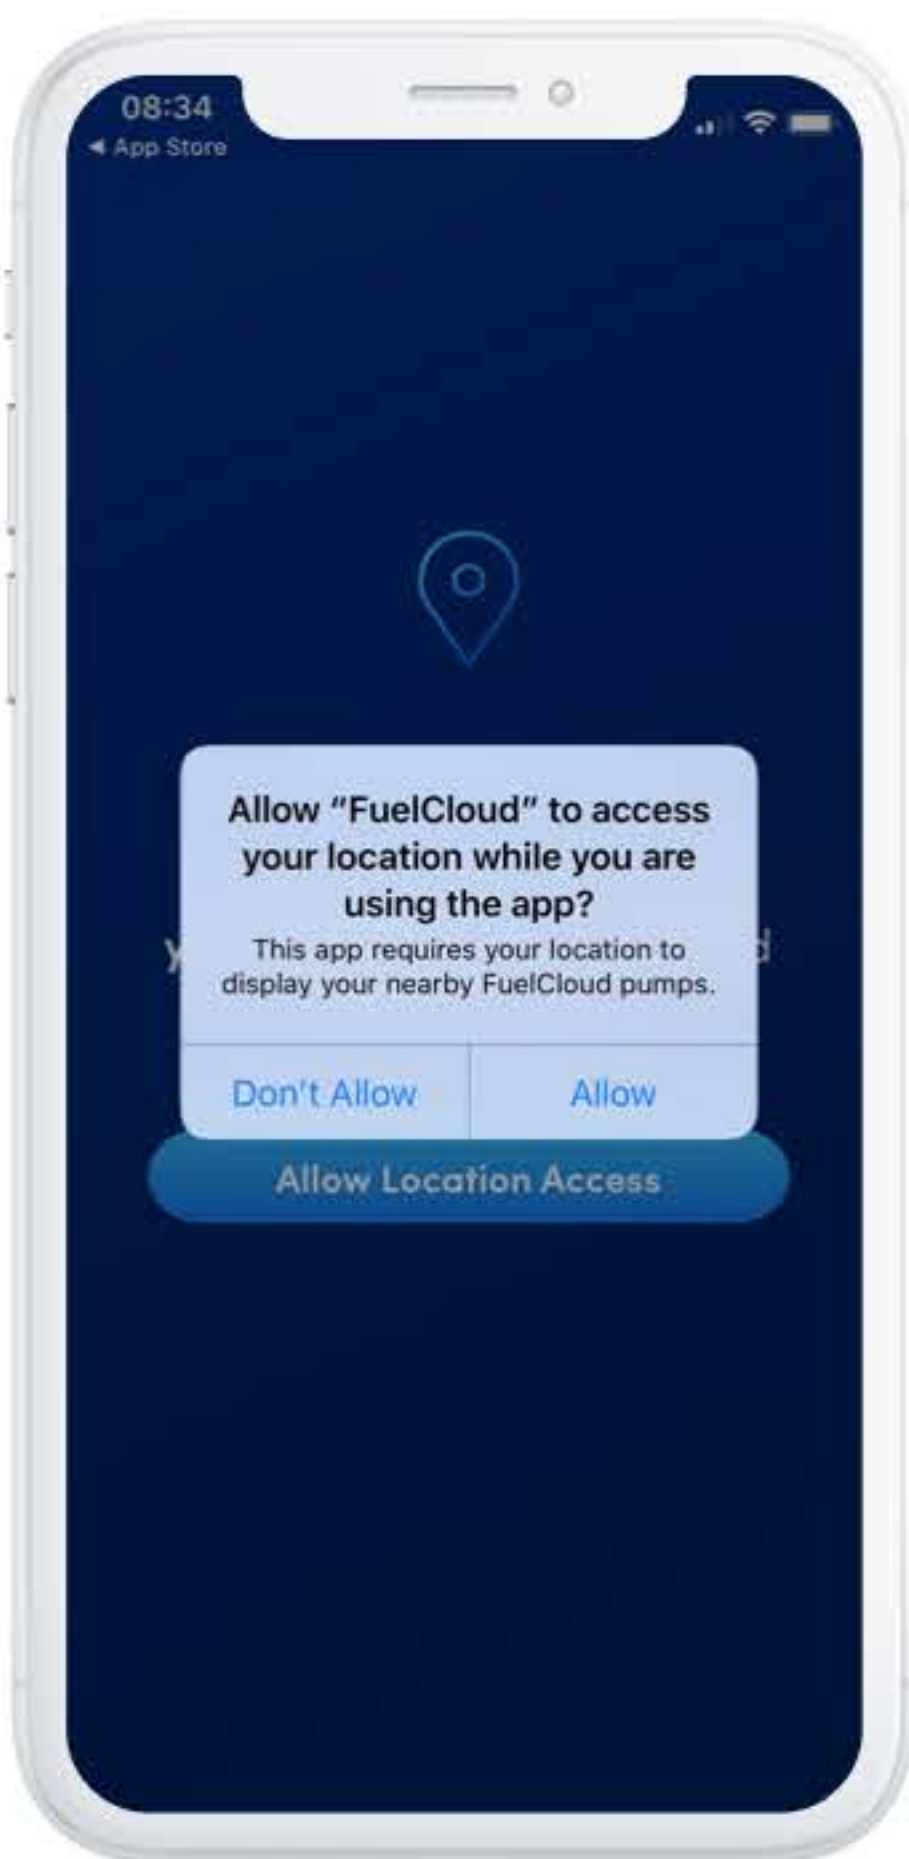 08:34
◀ App Store
Allow “FuelCloud” to access
your location while you are
using the app?
This app requires your location to
display your nearby FuelCloud pumps.
Don't Allow
Allow
Allow Location Access